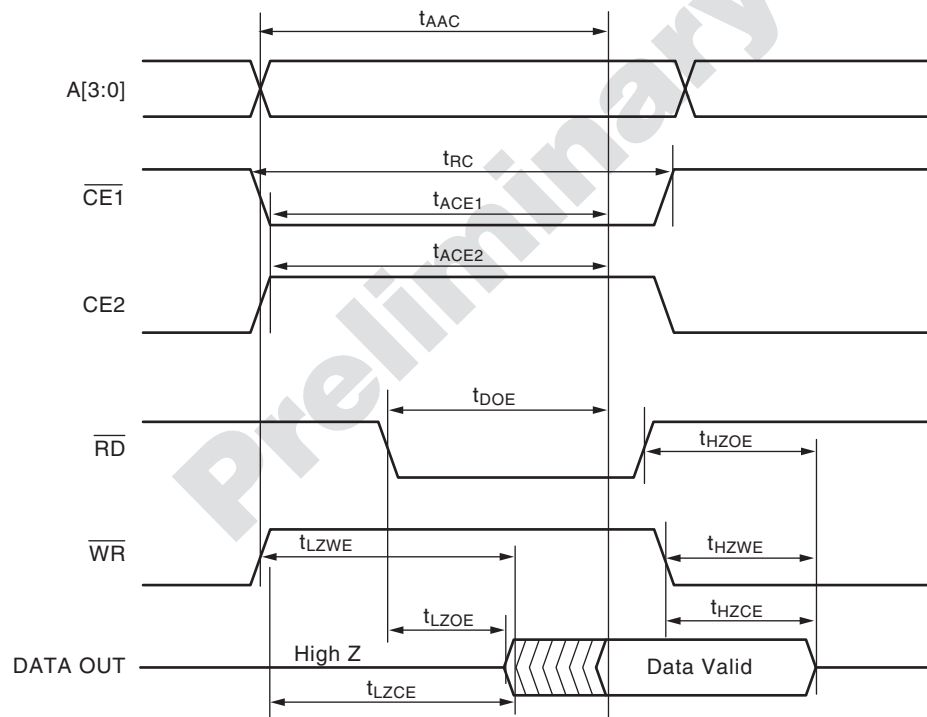 tAAC
A[3:0]
tRC
CE1
tACE1
tACE2
CE2
tDOE
RD
tHZOE
WR
tLZWE
tHZWE
tLZOE
tHZCE
DATA OUT
High Z
Data Valid
tLZCE
Preliminary